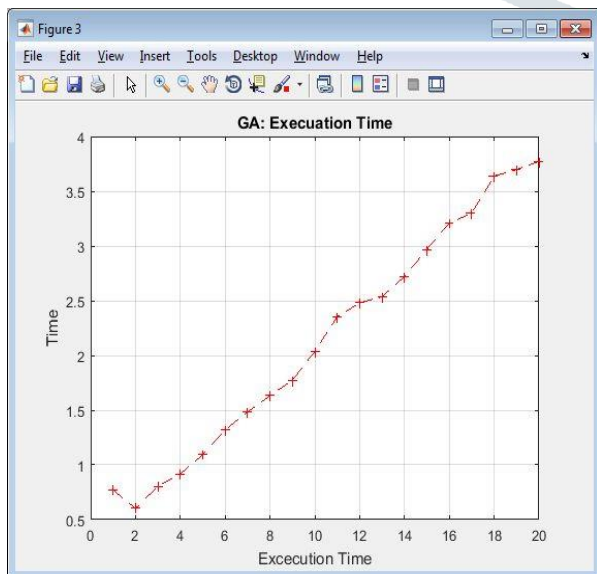 Figure 3
File Edit View Insert Tools Desktop Window Help
GA: Execuation Time
4
3.5
3
2.5
2
1.5
1
0.5
Time
0 2 4 6 8 10 12 14 16 18 20
Excecution Time